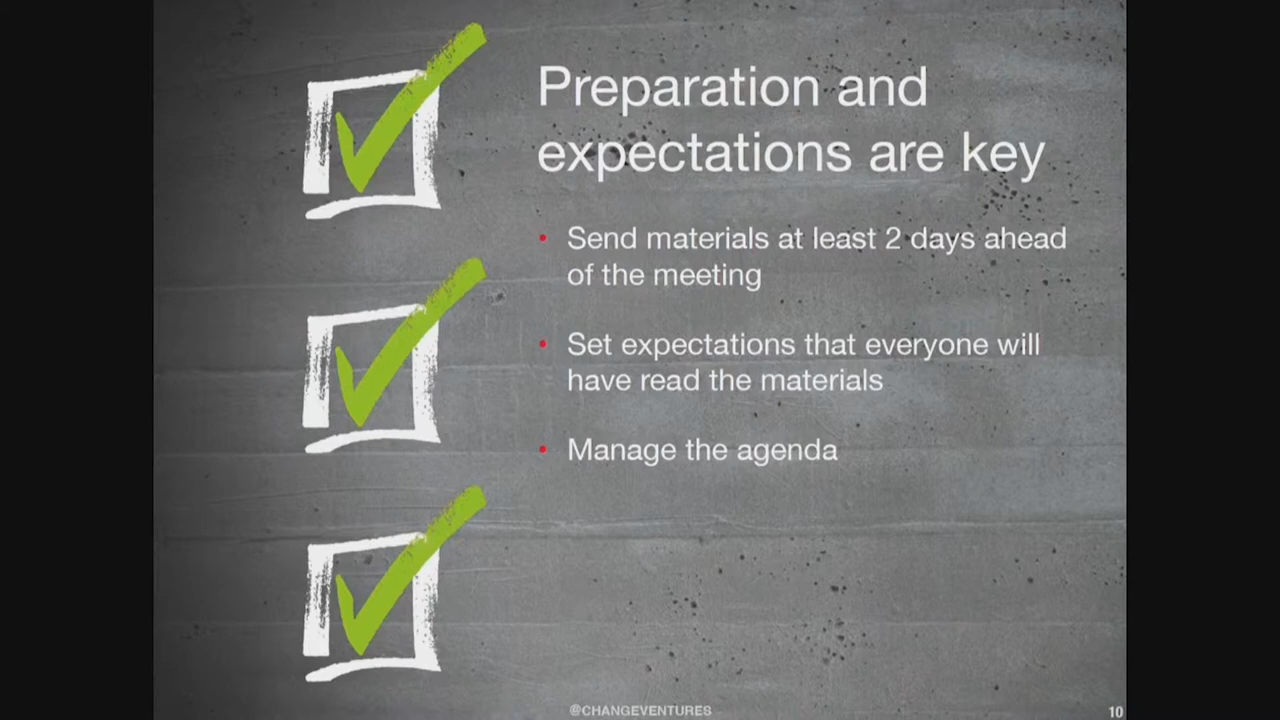 Preparation and
expectations are key
• Send materials at least 2 days ahead
of the meeting
• Set expectations that everyone will
have read the materials
• Manage the agenda
@CHANGEVENTURES
10